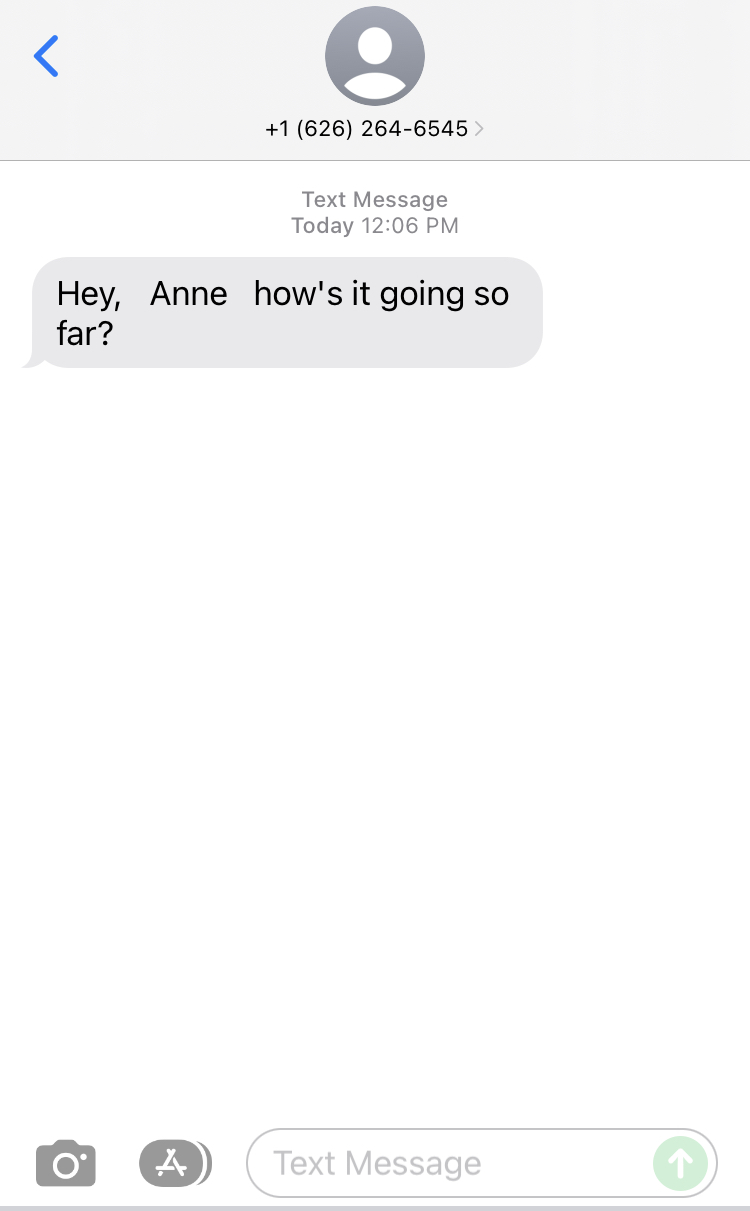 +1 (626) 264-6545
Text Message
Today 12:06 PM
Hey,   Anne   how's it going so
far?
Text Message